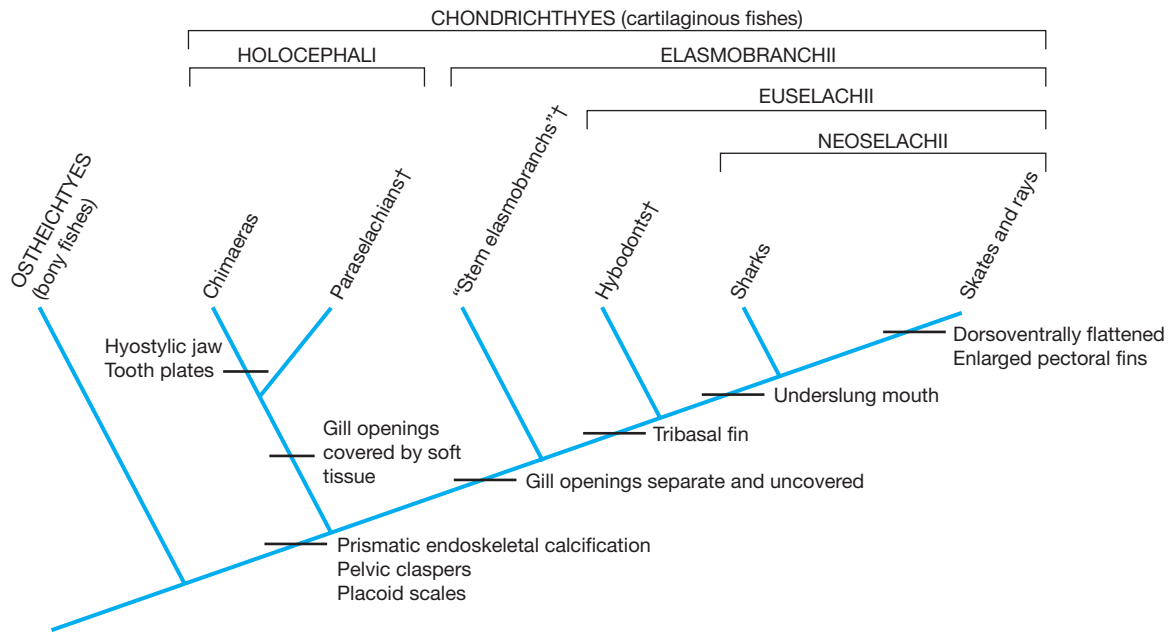 CHONDRICHTHYES (cartilaginous fishes)
HOLOCEPHALI
ELASMOBRANCHII
EUSELACHII
NEOSELACHII
OSTHEICHTYES
(bony fishes)
Chimaeras
Paraselachians†
“Stem elasmobranchs”†
Hybodonts†
Sharks
Skates and rays
Hyostylic jaw
Tooth plates
Dorsoventrally flattened
Enlarged pectoral fins
Underslung mouth
Gill openings
covered by soft
tissue
Tribasal fin
Gill openings separate and uncovered
Prismatic endoskeletal calcification
Pelvic claspers
Placoid scales